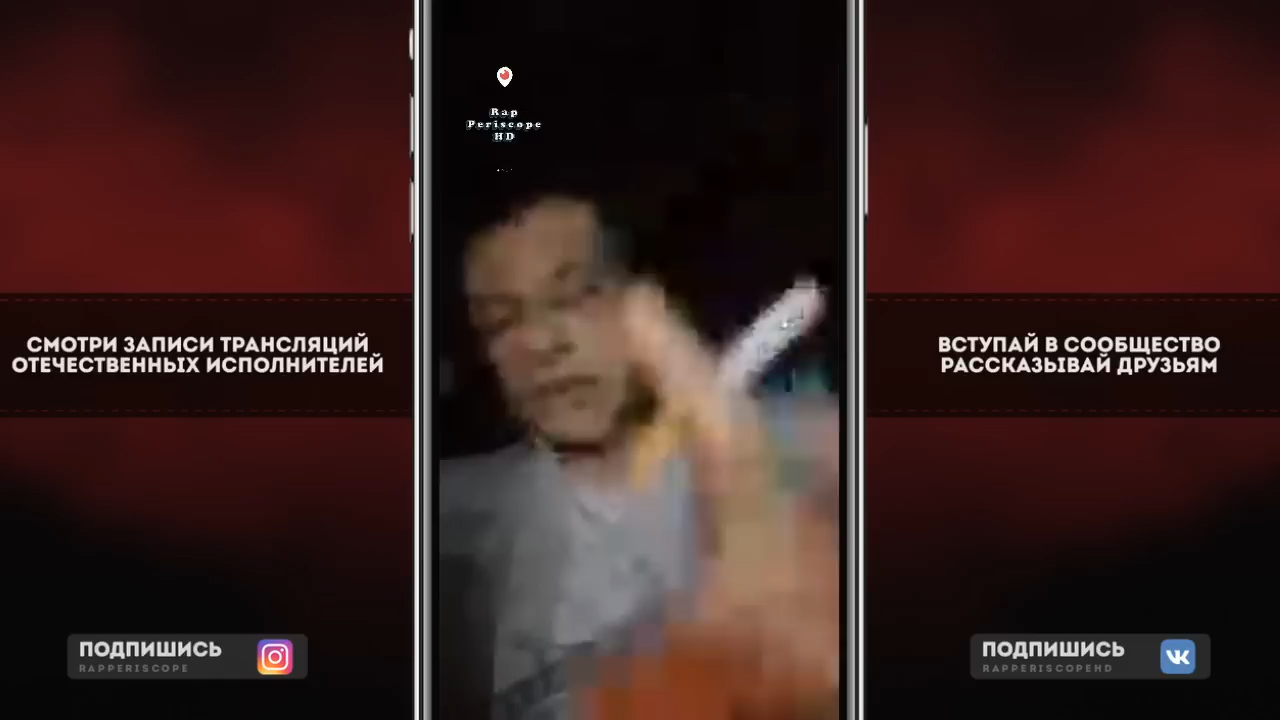 Rap
Periscope
HD
СМОТРИ ЗАПИСИ ТРАНСЛЯЦИЙ
ОТЕЧЕСТВЕННЫХ ИСПОЛНИТЕЛЕЙ
ВСТУПАЙ В СООБЩЕСТВО
РАССКАЗЫВАЙ ДРУЗЬЯМ
ПОДПИШИСЬ
RAPPERISCOPE
ПОДПИШИСЬ
RAPPERISCOPEHD